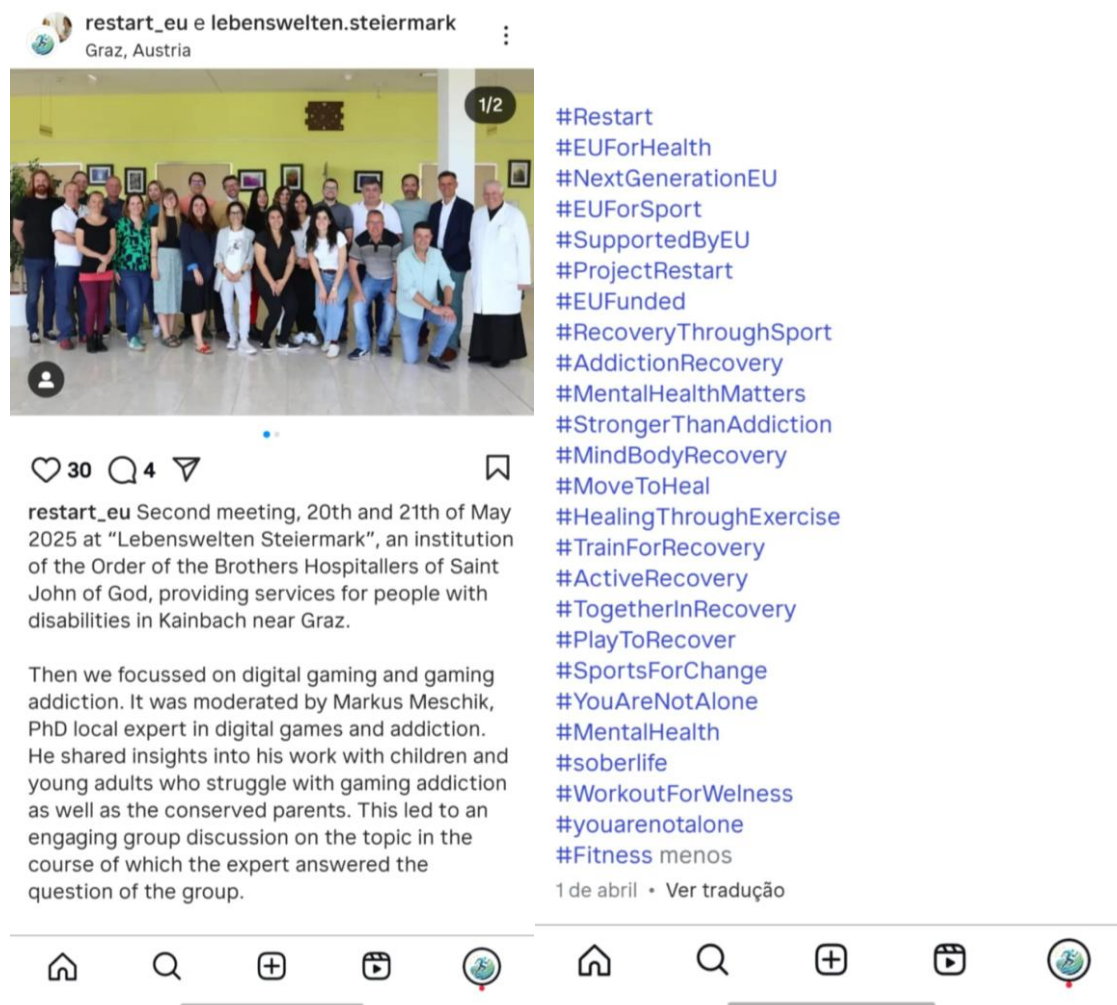 restart_eu e lebenswelten.steiermark
Graz, Austria
1/2
30
4
restart_eu Second meeting, 20th and 21th of May
2025 at “Lebenswelten Steiermark”, an institution
of the Order of the Brothers Hospitallers of Saint
John of God, providing services for people with
disabilities in Kainbach near Graz.
Then we focussed on digital gaming and gaming
addiction. It was moderated by Markus Meschik,
PhD local expert in digital games and addiction.
He shared insights into his work with children and
young adults who struggle with gaming addiction
as well as the conserved parents. This led to an
engaging group discussion on the topic in the
course of which the expert answered the
question of the group.
#Restart
#EUForHealth
#NextGenerationEU
#EUForSport
#SupportedByEU
#ProjectRestart
#EUFunded
#RecoveryThroughSport
#AddictionRecovery
#MentalHealthMatters
#StrongerThanAddiction
#MindBodyRecovery
#MoveToHeal
#HealingThroughExercise
#TrainForRecovery
#ActiveRecovery
#TogetherInRecovery
#PlayToRecover
#SportsForChange
#YouAreNotAlone
#MentalHealth
#soberlife
#WorkoutForWelness
#youarenotalone
#Fitness menos
1 de abril • Ver tradução